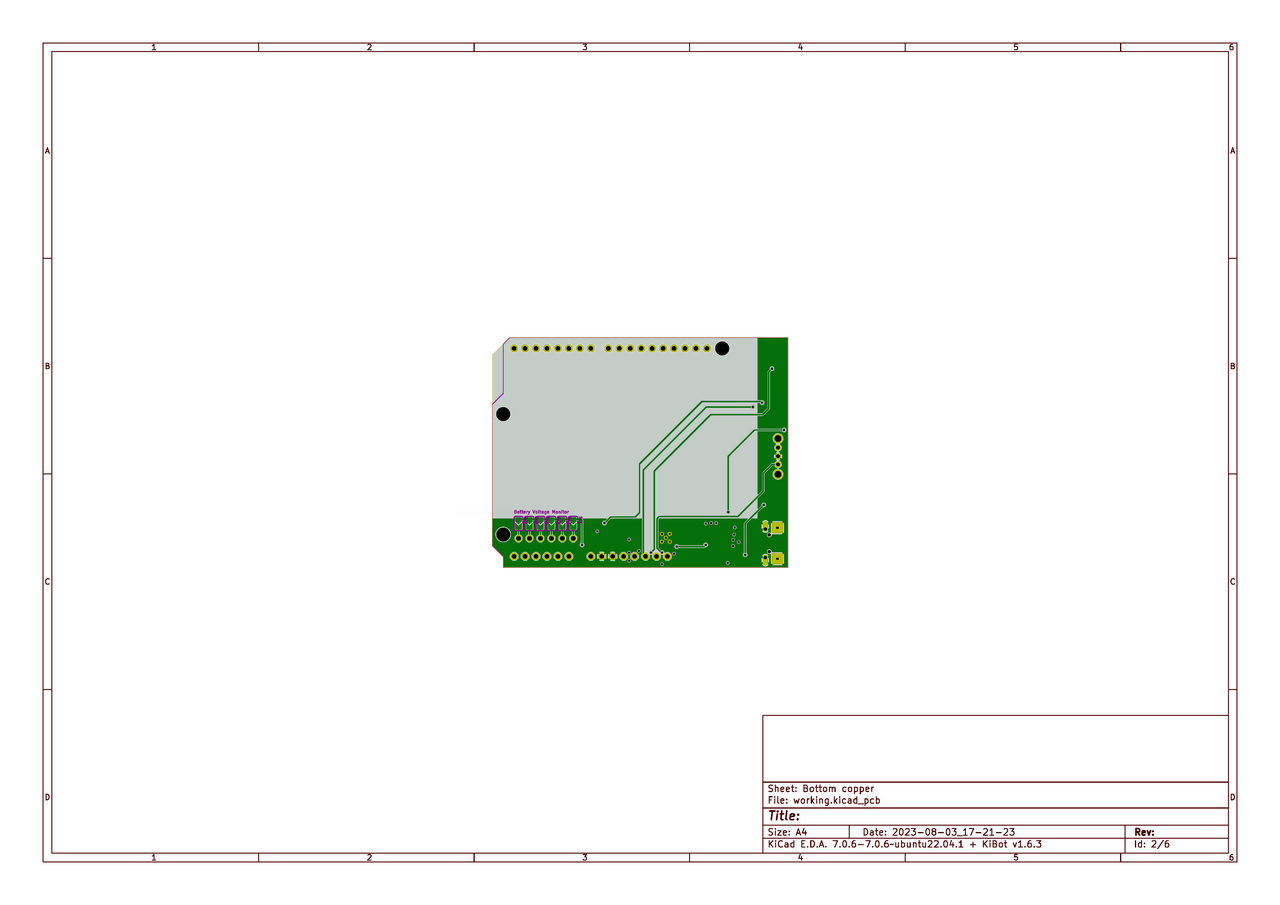 1 2 3 4 5 6
A A
B B
Battery Voltage Monitor
C C
D D
Sheet: Bottom copper
File: working.kicad_pcb
Title:
Size: A4 Date: 2023-08-03_17-21-23 Rev:
KiCad E.D.A. 7.0.6-7.0.6~ubuntu22.04.1 + KiBot v1.6.3 Id: 2/6
1 2 3 4 5 6